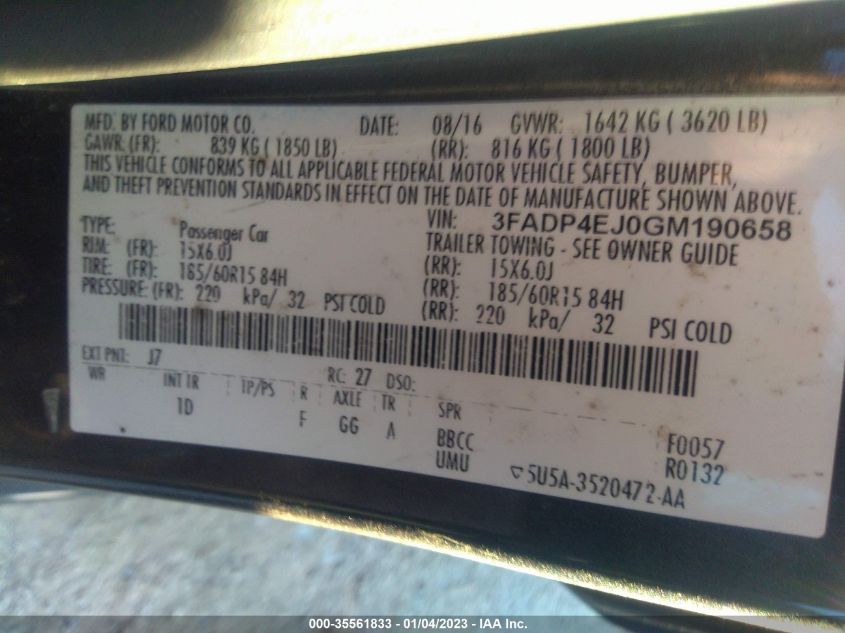 MFD. BY FORD MOTOR CO. DATE: 08/16 GVWR: 1642 KG ( 3620 LB)
GAWR: (FR): 839 KG ( 1850 LB) (RR): 816 KG ( 1800 LB)
THIS VEHICLE CONFORMS TO ALL APPLICABLE FEDERAL MOTOR VEHICLE SAFETY, BUMPER,
AND THEFT PREVENTION STANDARDS IN EFFECT ON THE DATE OF MANUFACTURE SHOWN ABOVE.
VIN: 3FADP4EJ0GM190658
TYPE: Passenger Car TRAILER TOWING - SEE OWNER GUIDE
RIM: (FR): 15X6.0J (RR): 15X6.0J
TIRE: (FR): 185/60R15 84H (RR): 185/60R15 84H
PRESSURE: (FR): 220 kPa/ 32 PSI COLD (RR): 220 kPa/ 32 PSI COLD
EXT PNT: J7 RC: 27 DSO:
WR INT TR TP/PS R AXLE TR SPR
1D F GG A BBCC F0057
UMU R0132
5U5A-3520472-AA
000-35561833 - 01/04/2023 - IAA Inc.